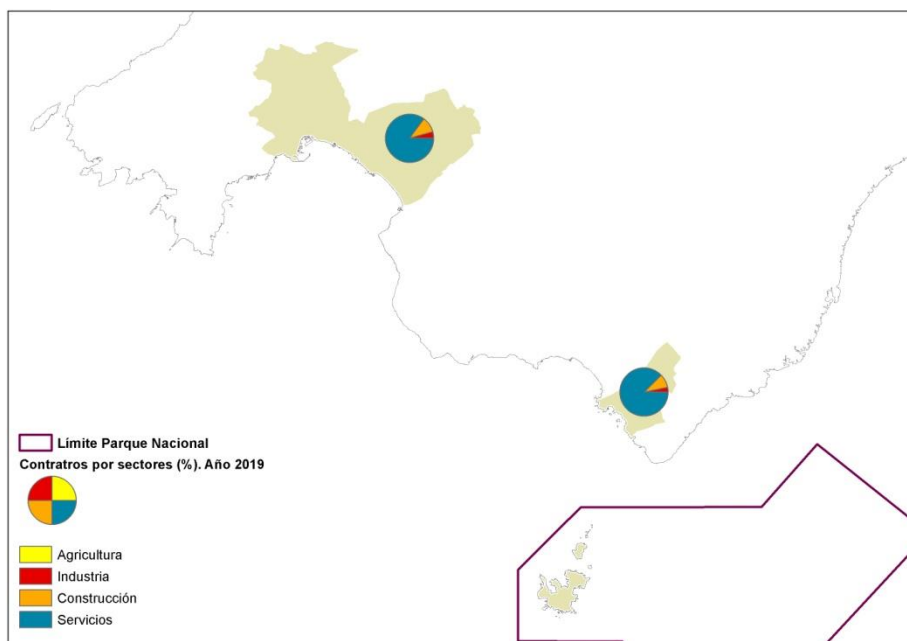 Límite Parque Nacional
Contratros por sectores (%). Año 2019
Agricultura
Industria
Construcción
Servicios